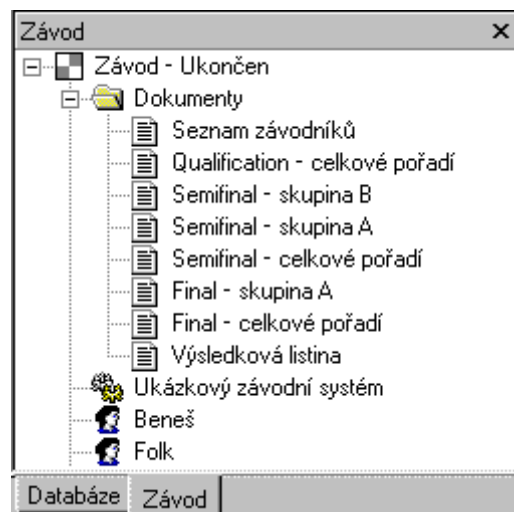 Závod
Závod - Ukončen
Dokumenty
Seznam závodníků
Qualification - celkové pořadí
Semifinal - skupina B
Semifinal - skupina A
Semifinal - celkové pořadí
Final - skupina A
Final - celkové pořadí
Výsledková listina
Ukázkový závodní systém
Beneš
Folk
Databáze Závod